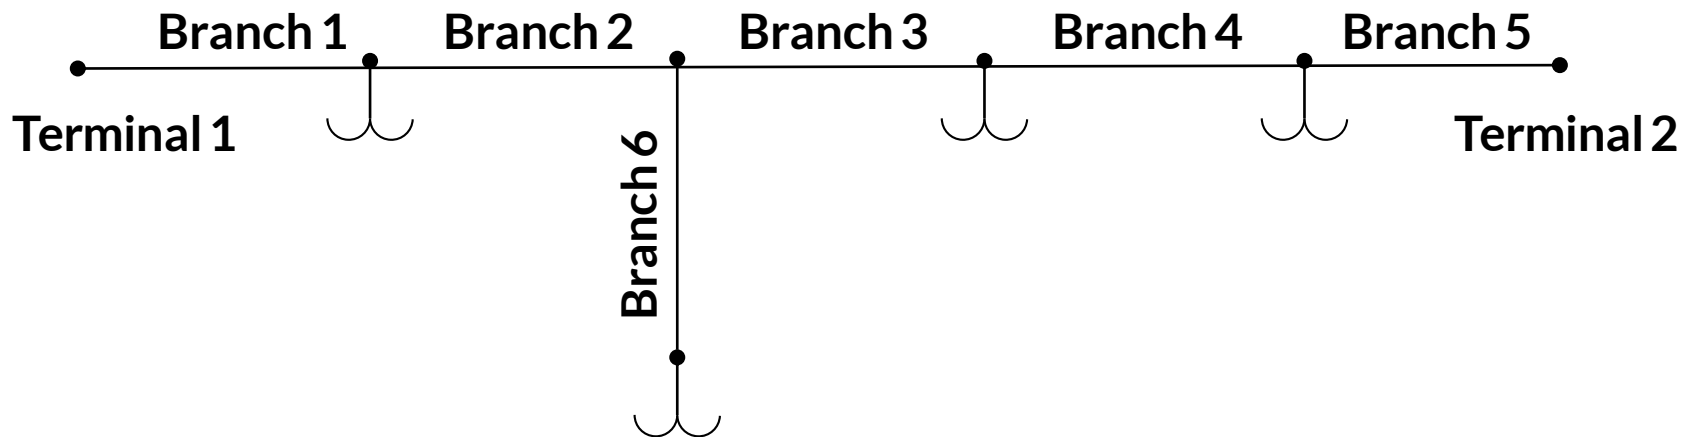 Branch 1
Branch 2
Branch 3
Branch 4
Branch 5
Terminal 1
Terminal 2
Branch 6